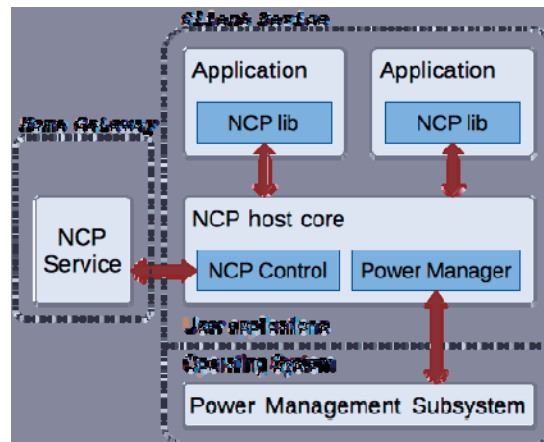 Client Device
Application
Application
NCP lib
NCP lib
Home Gateway
NCP host core
NCP
Service
NCP Control
Power Manager
User applications
Operating System
Power Management Subsystem